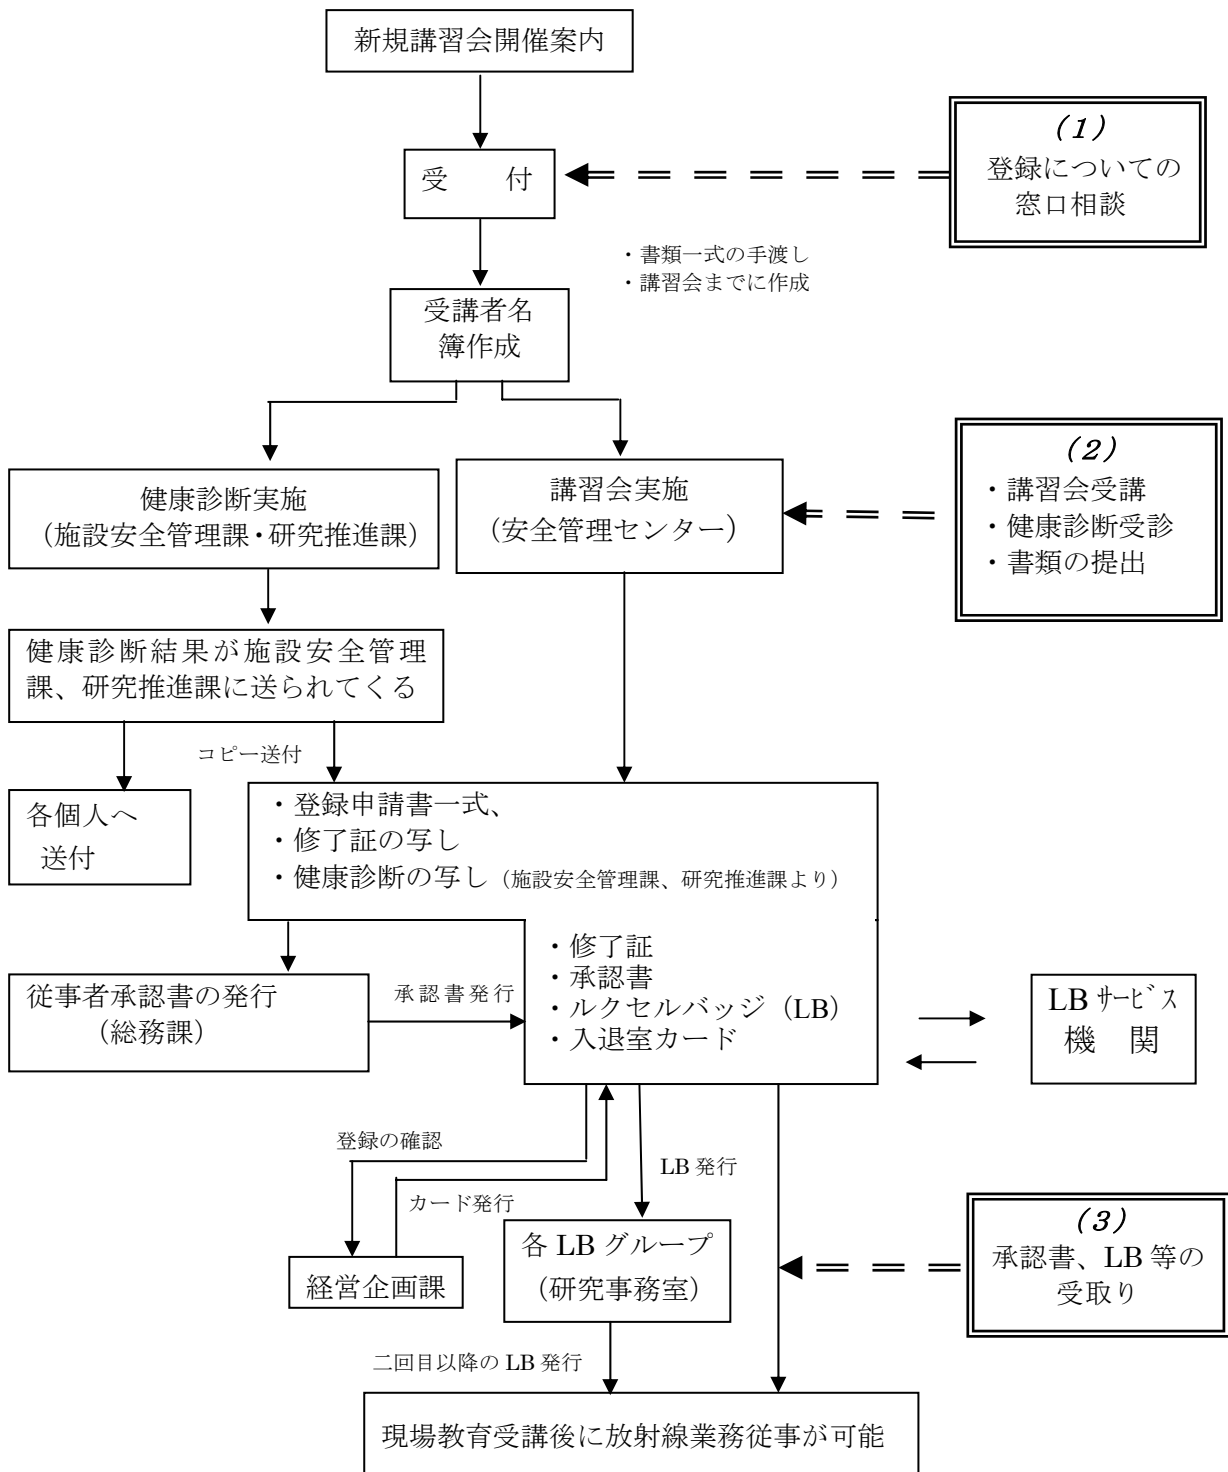 新規講習会開催案内
(1)
登録についての
窓口相談
受　付
・書類一式の手渡し
・講習会までに作成
受講者名
簿作成
(2)
・講習会受講
・健康診断受診
・書類の提出
健康診断実施
（施設安全管理課・研究推進課）
講習会実施
（安全管理センター）
健康診断結果が施設安全管理
課、研究推進課に送られてくる
コピー送付
各個人へ
送付
・登録申請書一式、
・修了証の写し
・健康診断の写し（施設安全管理課、研究推進課より）
・修了証
・承認書
・ルクセルバッジ（LB）
・入退室カード
従事者承認書の発行
（総務課）
承認書発行
LB ｻｰﾋﾞｽ
機　関
登録の確認
カード発行
LB 発行
経営企画課
各 LB グループ
（研究事務室）
(3)
承認書、LB 等の
受取り
二回目以降の LB 発行
現場教育受講後に放射線業務従事が可能